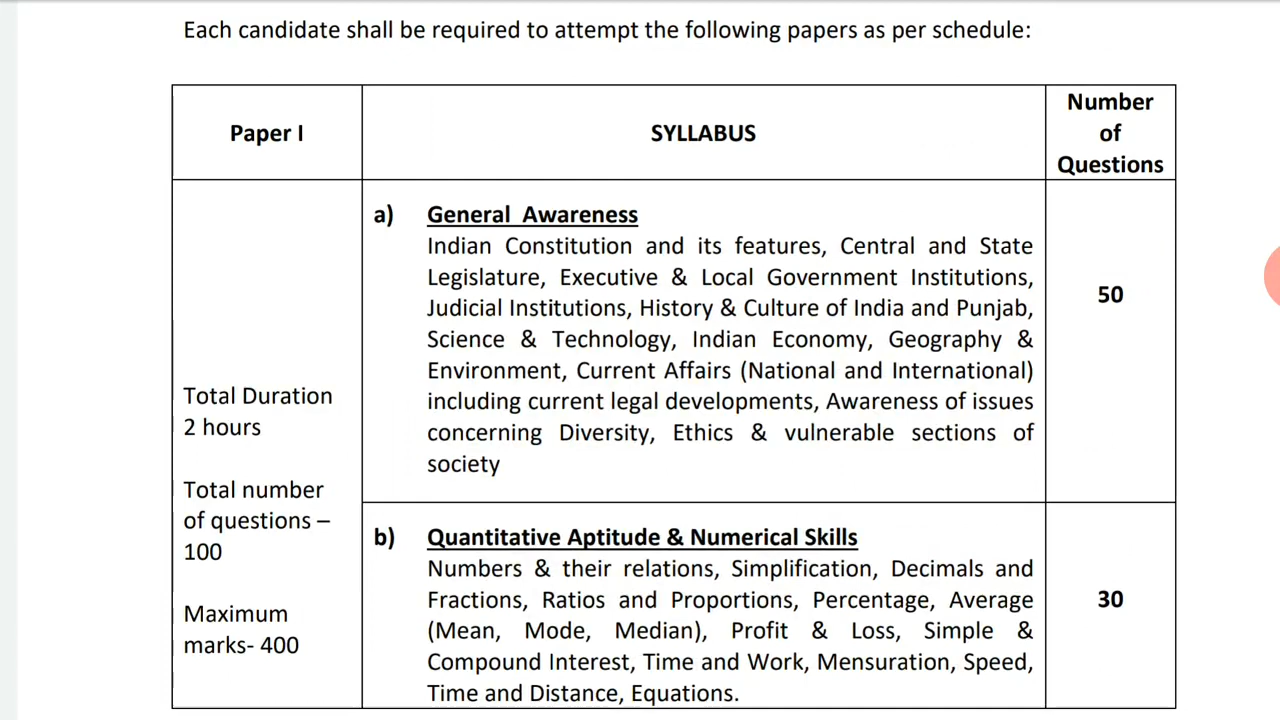 Each candidate shall be required to attempt the following papers as per schedule:
Paper I
SYLLABUS
Number
of
Questions
Total Duration
2 hours
Total number
of questions –
100
Maximum
marks- 400
a) General Awareness
Indian Constitution and its features, Central and State
Legislature, Executive & Local Government Institutions,
Judicial Institutions, History & Culture of India and Punjab,
Science & Technology, Indian Economy, Geography &
Environment, Current Affairs (National and International)
including current legal developments, Awareness of issues
concerning Diversity, Ethics & vulnerable sections of
society
50
b) Quantitative Aptitude & Numerical Skills
Numbers & their relations, Simplification, Decimals and
Fractions, Ratios and Proportions, Percentage, Average
(Mean, Mode, Median), Profit & Loss, Simple &
Compound Interest, Time and Work, Mensuration, Speed,
Time and Distance, Equations.
30